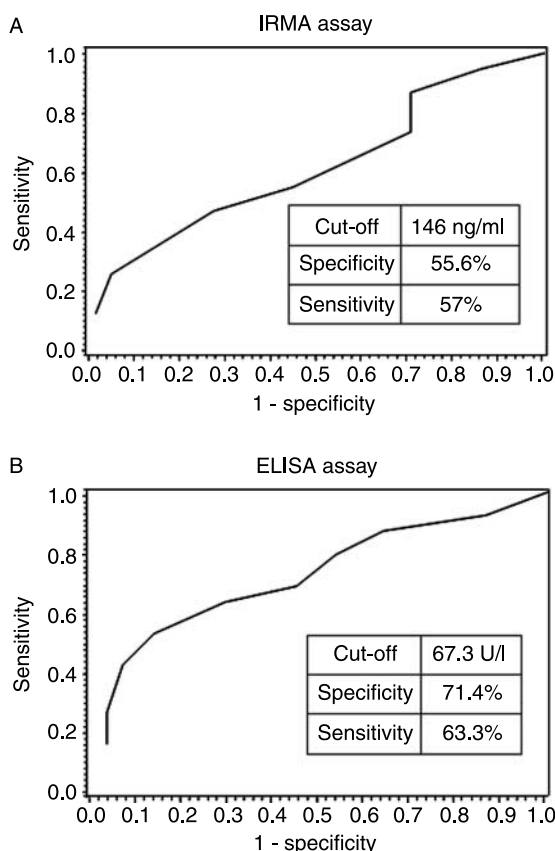 A
IRMA assay
Sensitivity
1.0
0.8
0.6
0.4
0.2
0.0
Cut-off 146 ng/ml
Specificity 55.6%
Sensitivity 57%
0.0 0.1 0.2 0.3 0.4 0.5 0.6 0.7 0.8 0.9 1.0
1 - specificity
B
ELISA assay
Sensitivity
1.0
0.8
0.6
0.4
0.2
0.0
Cut-off 67.3 U/l
Specificity 71.4%
Sensitivity 63.3%
0.0 0.1 0.2 0.3 0.4 0.5 0.6 0.7 0.8 0.9 1.0
1 - specificity